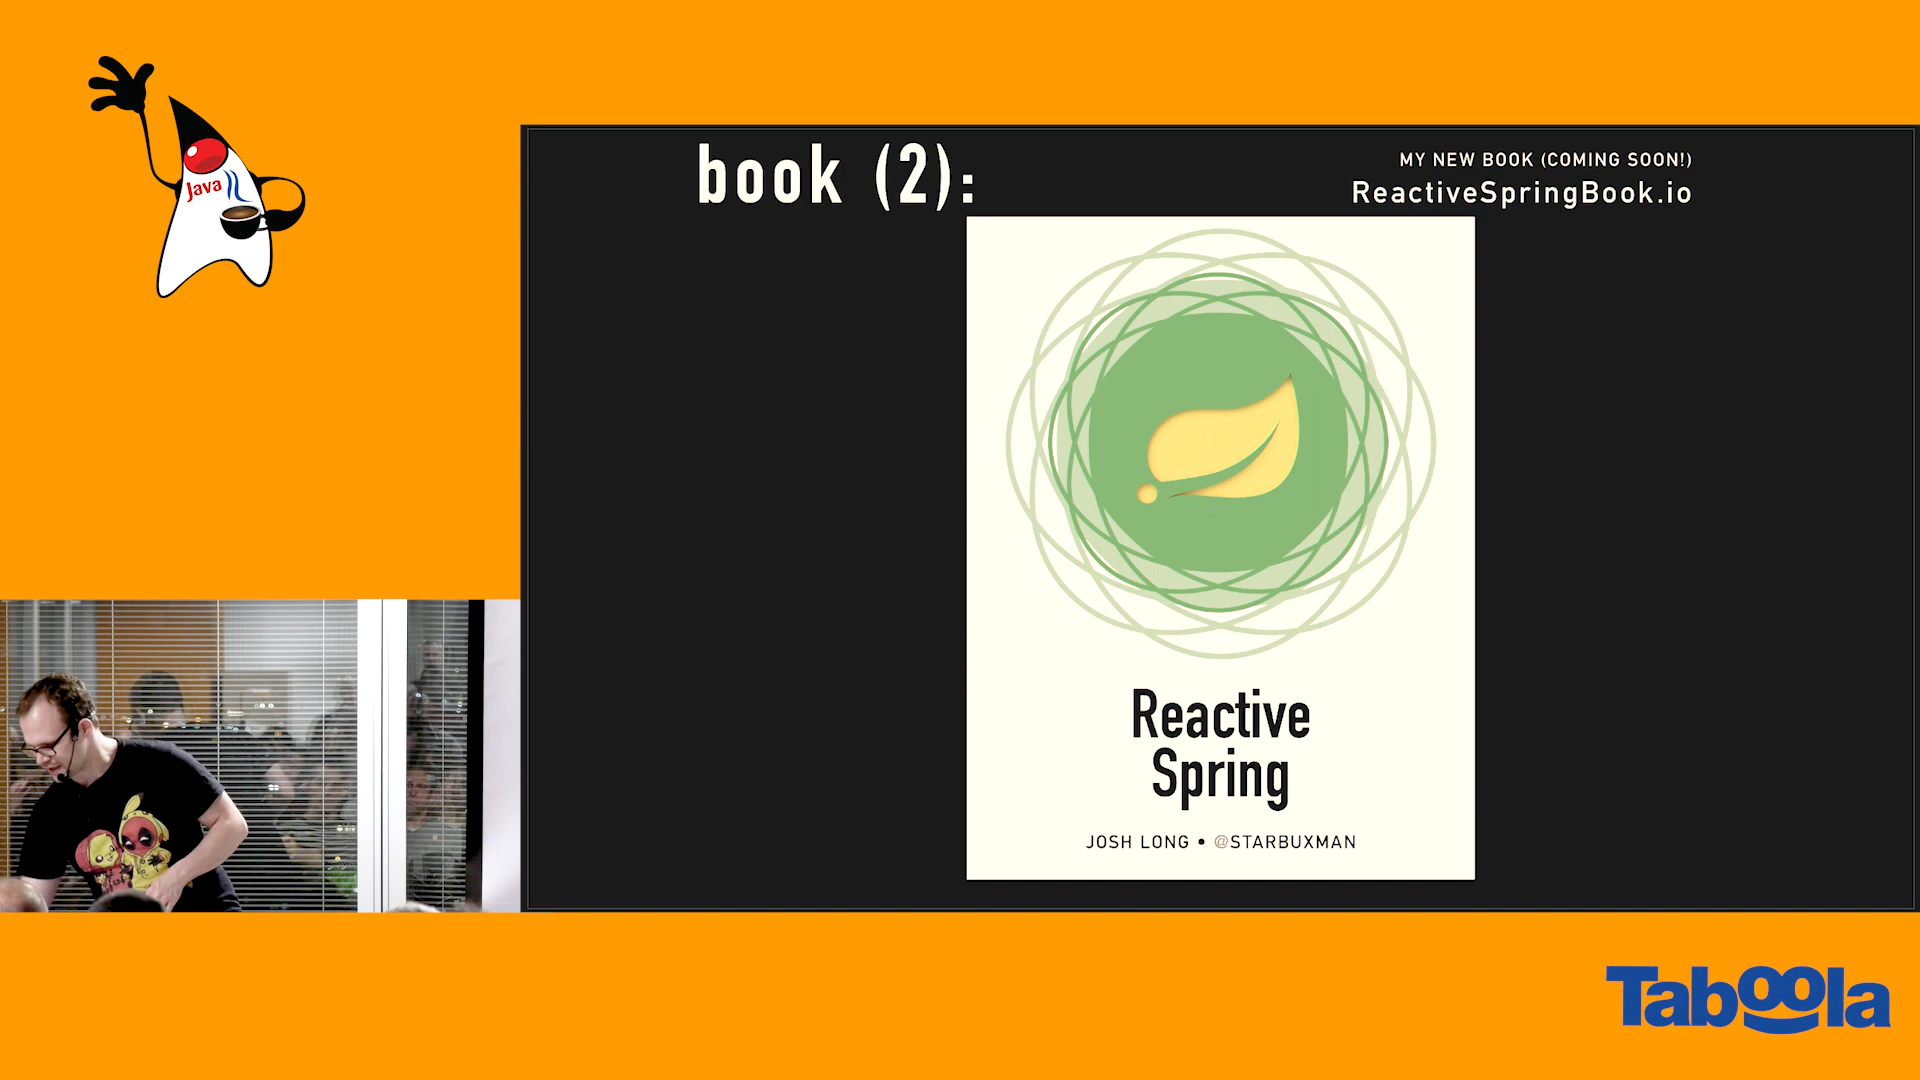 Java
book (2):
MY NEW BOOK (COMING SOON!)
ReactiveSpringBook.io
Reactive
Spring
JOSH LONG • @STARBUXMAN
Taboola